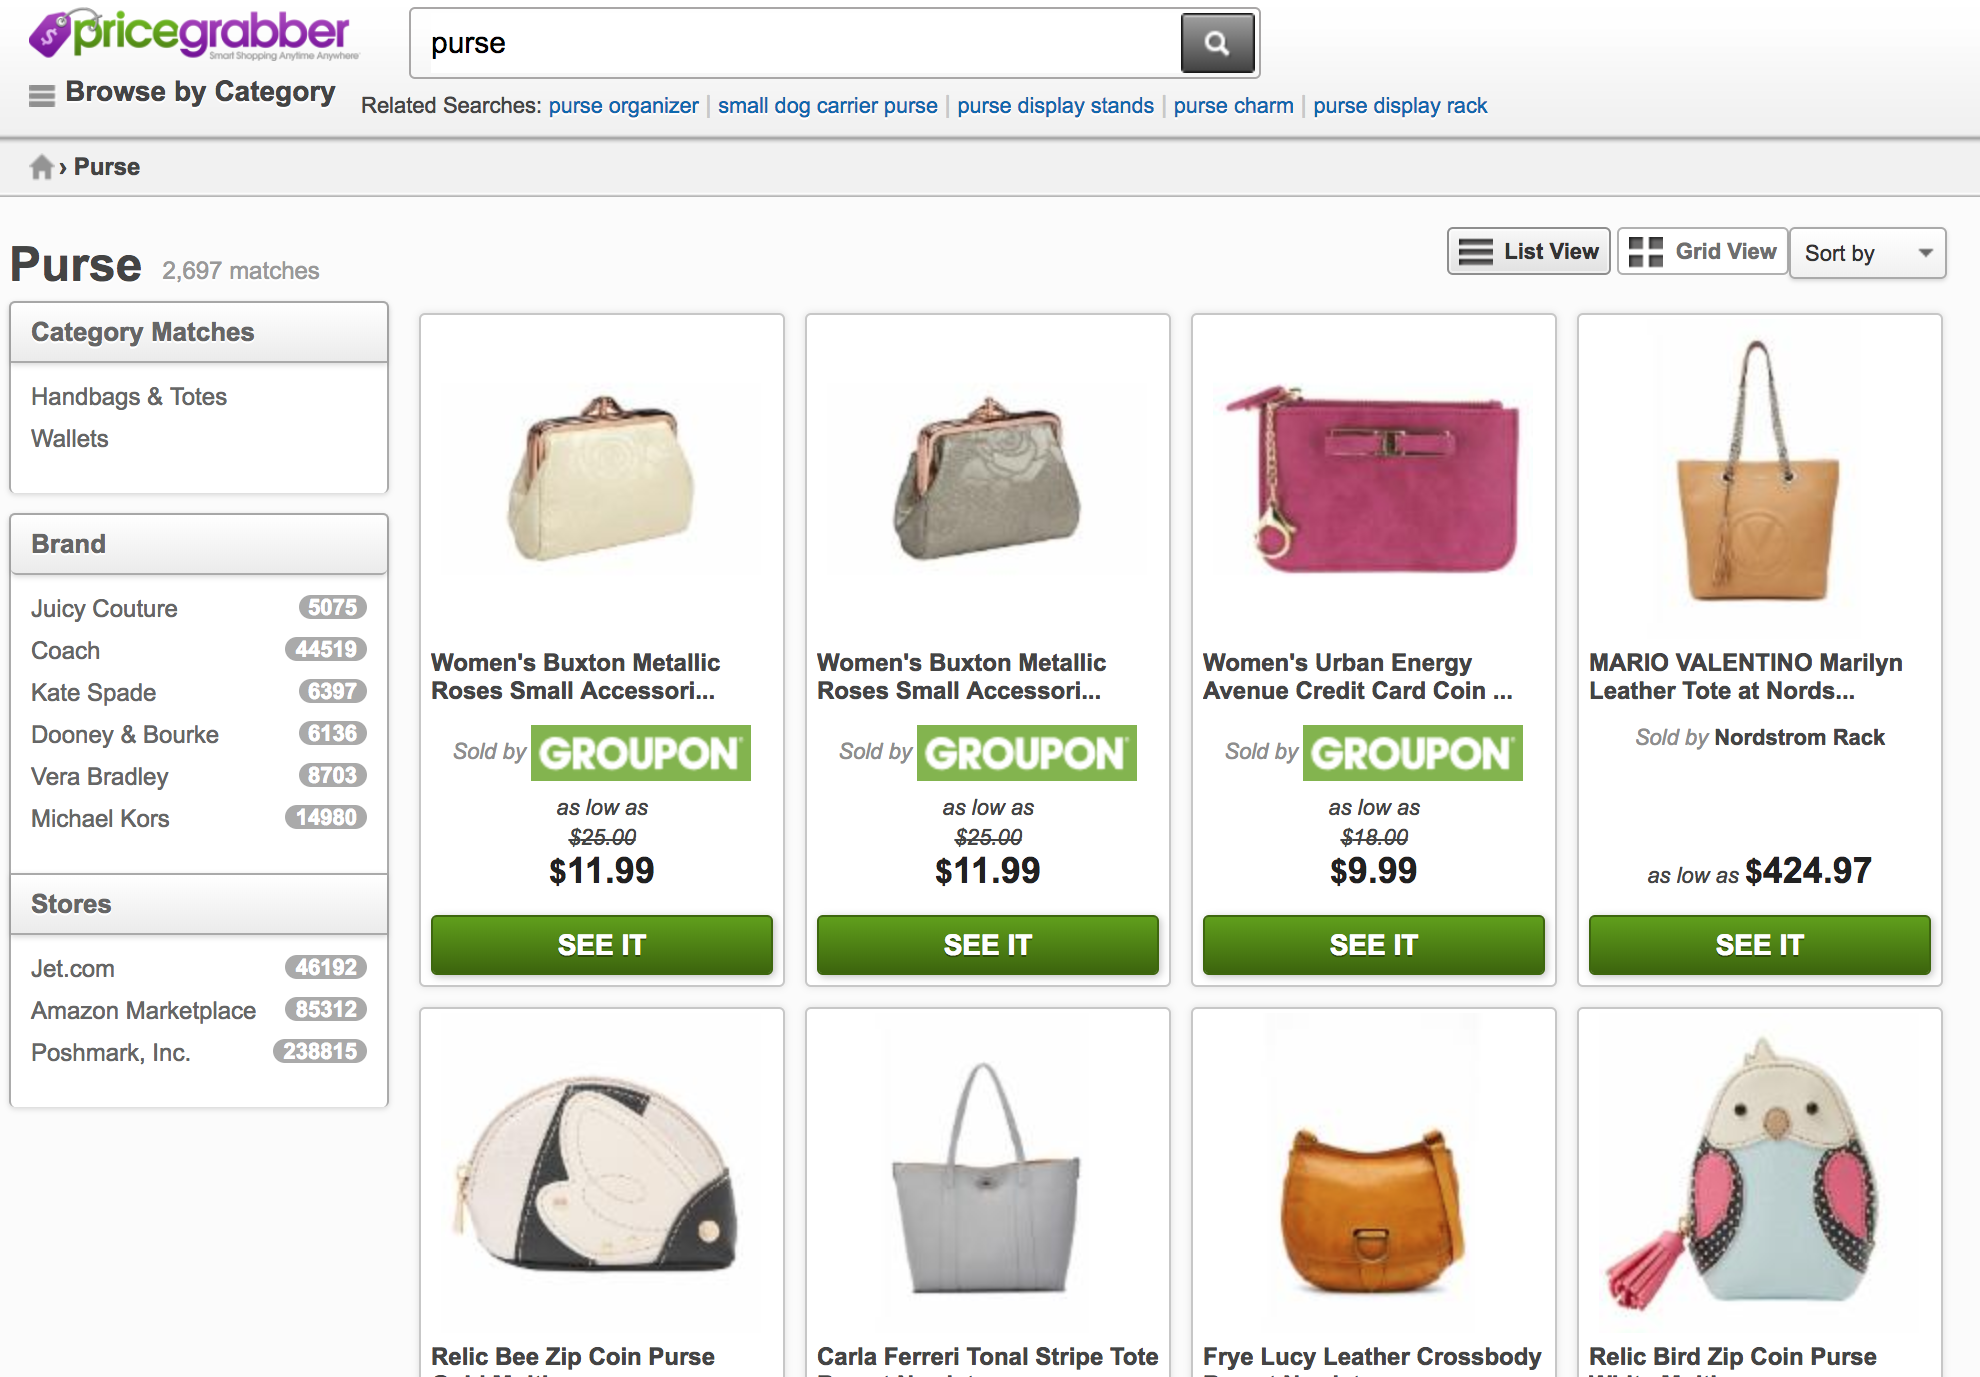 pricegrabber
Smart Shopping Anytime Anywhere
purse
Browse by Category
Related Searches: purse organizer | small dog carrier purse | purse display stands | purse charm | purse display rack
› Purse
Purse 2,697 matches
List View
Grid View
Sort by
Category Matches
Handbags & Totes
Wallets
Brand
Juicy Couture 5075
Coach 44519
Kate Spade 6397
Dooney & Bourke 6136
Vera Bradley 8703
Michael Kors 14980
Stores
Jet.com 46192
Amazon Marketplace 85312
Poshmark, Inc. 238815
Women's Buxton Metallic
Roses Small Accessori...
Sold by GROUPON
as low as
$25.00
$11.99
SEE IT
Women's Buxton Metallic
Roses Small Accessori...
Sold by GROUPON
as low as
$25.00
$11.99
SEE IT
Women's Urban Energy
Avenue Credit Card Coin ...
Sold by GROUPON
as low as
$18.00
$9.99
SEE IT
MARIO VALENTINO Marilyn
Leather Tote at Nords...
Sold by Nordstrom Rack
as low as $424.97
SEE IT
Relic Bee Zip Coin Purse
Carla Ferreri Tonal Stripe Tote
Frye Lucy Leather Crossbody
Relic Bird Zip Coin Purse